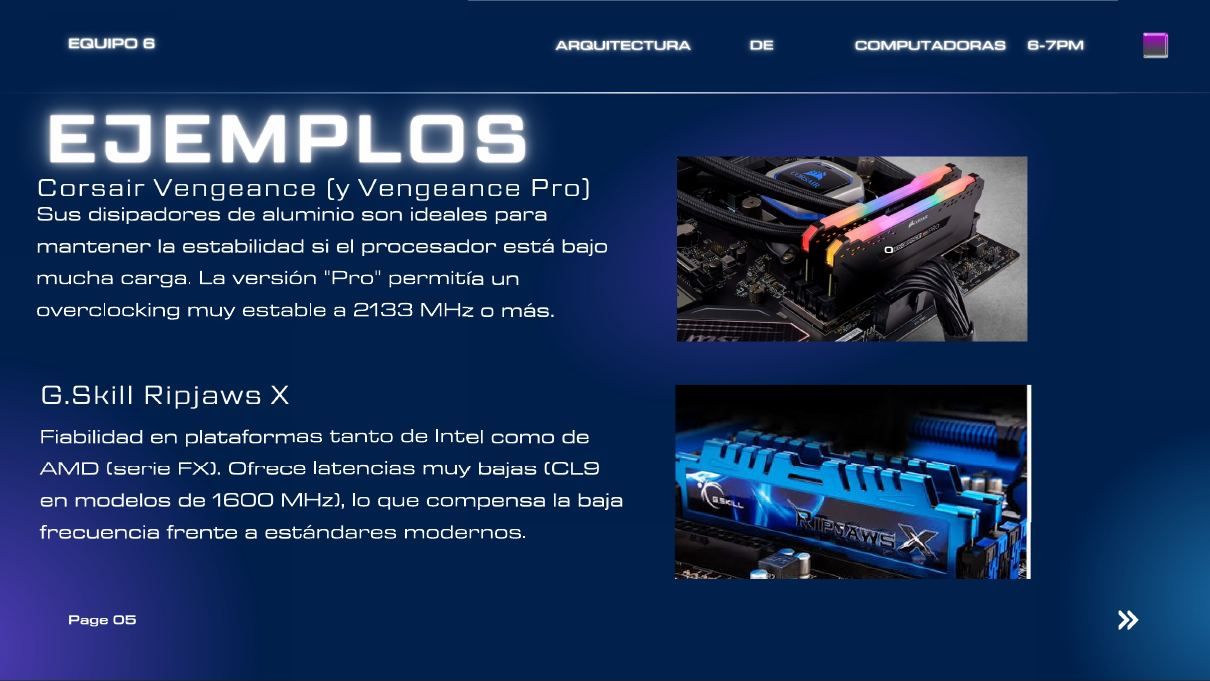 EQUIPO 6
ARQUITECTURA DE COMPUTADORAS 6-7PM
EJEMPLOS
Corsair Vengeance (y Vengeance Pro)
Sus disipadores de aluminio son ideales para
mantener la estabilidad si el procesador está bajo
mucha carga. La versión "Pro" permitía un
overclocking muy estable a 2133 MHz o más.
CORSAIR
G.Skill Ripjaws X
Fiabilidad en plataformas tanto de Intel como de
AMD (serie FX). Ofrece latencias muy bajas (CL9
en modelos de 1600 MHz), lo que compensa la baja
frecuencia frente a estándares modernos.
G.SKILL
RIPJAWS X
Page 05